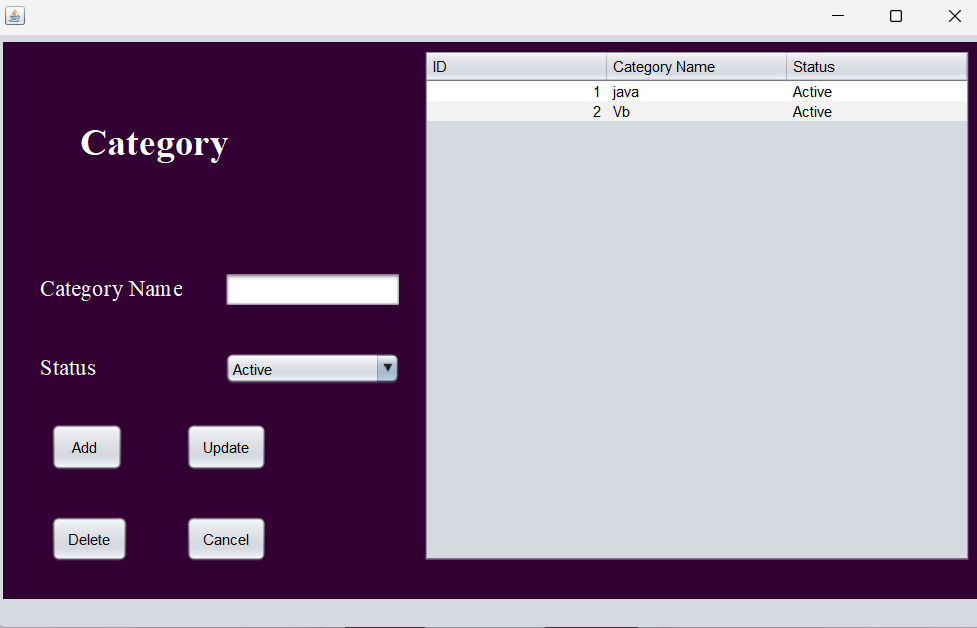 Category
Category Name
Status
Active
Add Update
Delete Cancel
ID Category Name Status
1 java Active
2 Vb Active